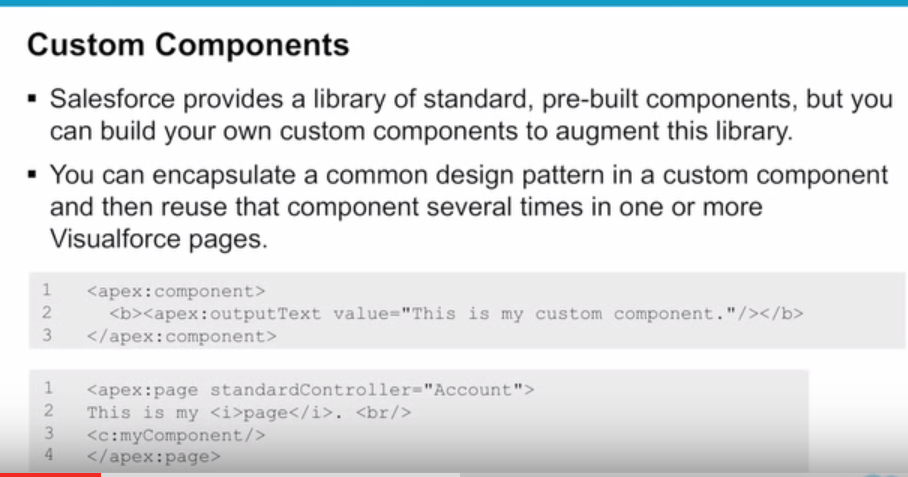 Custom Components
▪ Salesforce provides a library of standard, pre-built components, but you
can build your own custom components to augment this library.
▪ You can encapsulate a common design pattern in a custom component
and then reuse that component several times in one or more
Visualforce pages.
1 <apex:component>
2 <b><apex:outputText value="This is my custom component."/></b>
3 </apex:component>
1 <apex:page standardController="Account">
2 This is my <i>page</i>. <br/>
3 <c:myComponent/>
4 </apex:page>